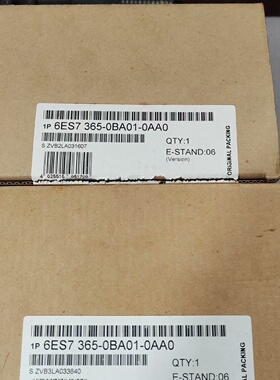 1P 6ES7 365-0BA01-0AA0
S ZVB2LA031607
QTY:1
E-STAND:06
(Version)
ORIGINAL PACKING
1P 6ES7 365-0BA01-0AA0
S ZVB3LA033640
QTY:1
E-STAND:06